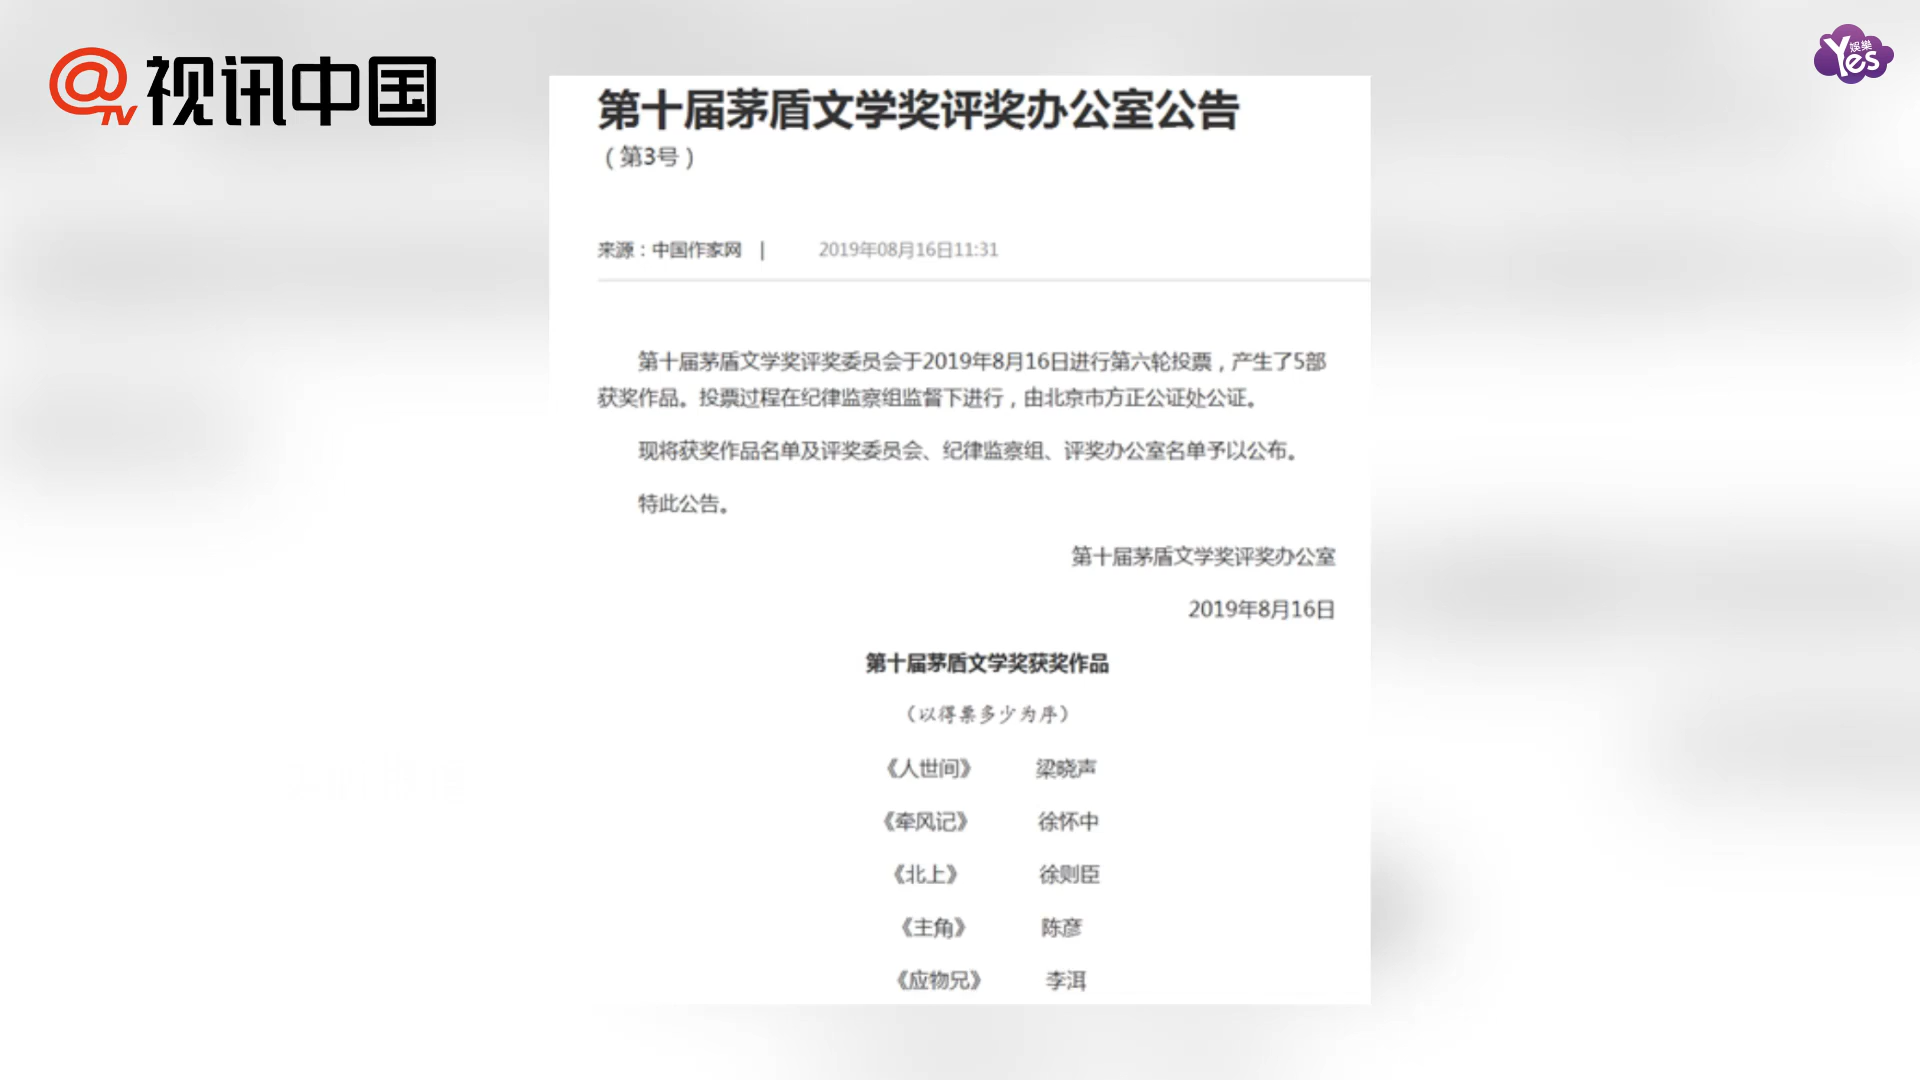 @TV 视讯中国
Yes 娱樂
第十届茅盾文学奖评奖办公室公告
（第3号）
来源：中国作家网 | 2019年08月16日11:31
第十届茅盾文学奖评奖委员会于2019年8月16日进行第六轮投票，产生了5部
获奖作品。投票过程在纪律监察组监督下进行，由北京市方正公证处公证。
现将获奖作品名单及评奖委员会、纪律监察组、评奖办公室名单予以公布。
特此公告。
第十届茅盾文学奖评奖办公室
2019年8月16日
第十届茅盾文学奖获奖作品
（以得票多少为序）
《人世间》 梁晓声
《牵风记》 徐怀中
《北上》 徐则臣
《主角》 陈彦
《应物兄》 李洱